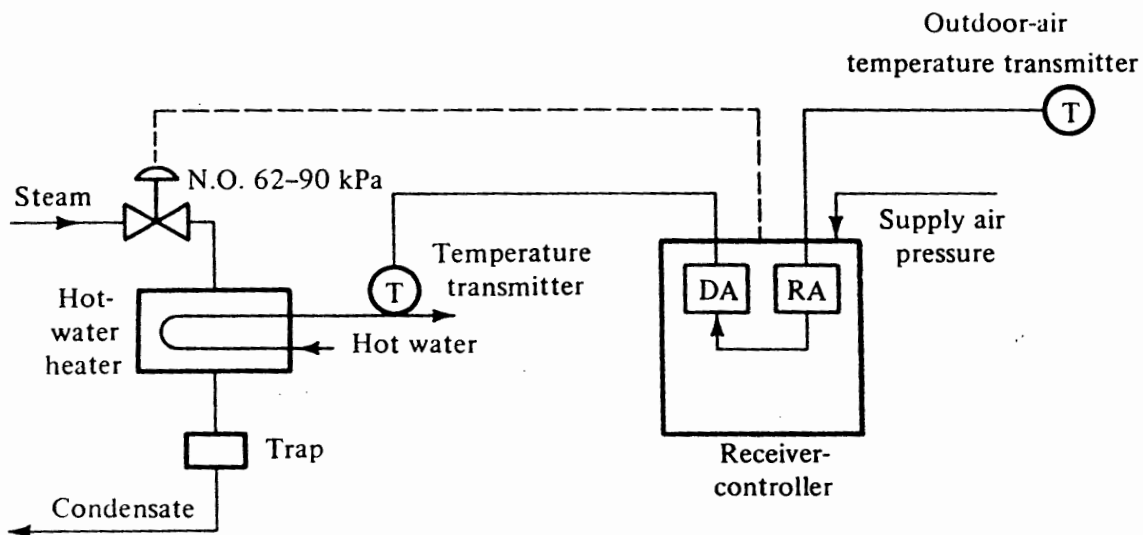 Outdoor-air
temperature transmitter
T
N.O. 62–90 kPa
Steam
Supply air
pressure
Temperature
transmitter
T
DA
RA
Hot-
water
heater
Hot water
Trap
Receiver-
controller
Condensate